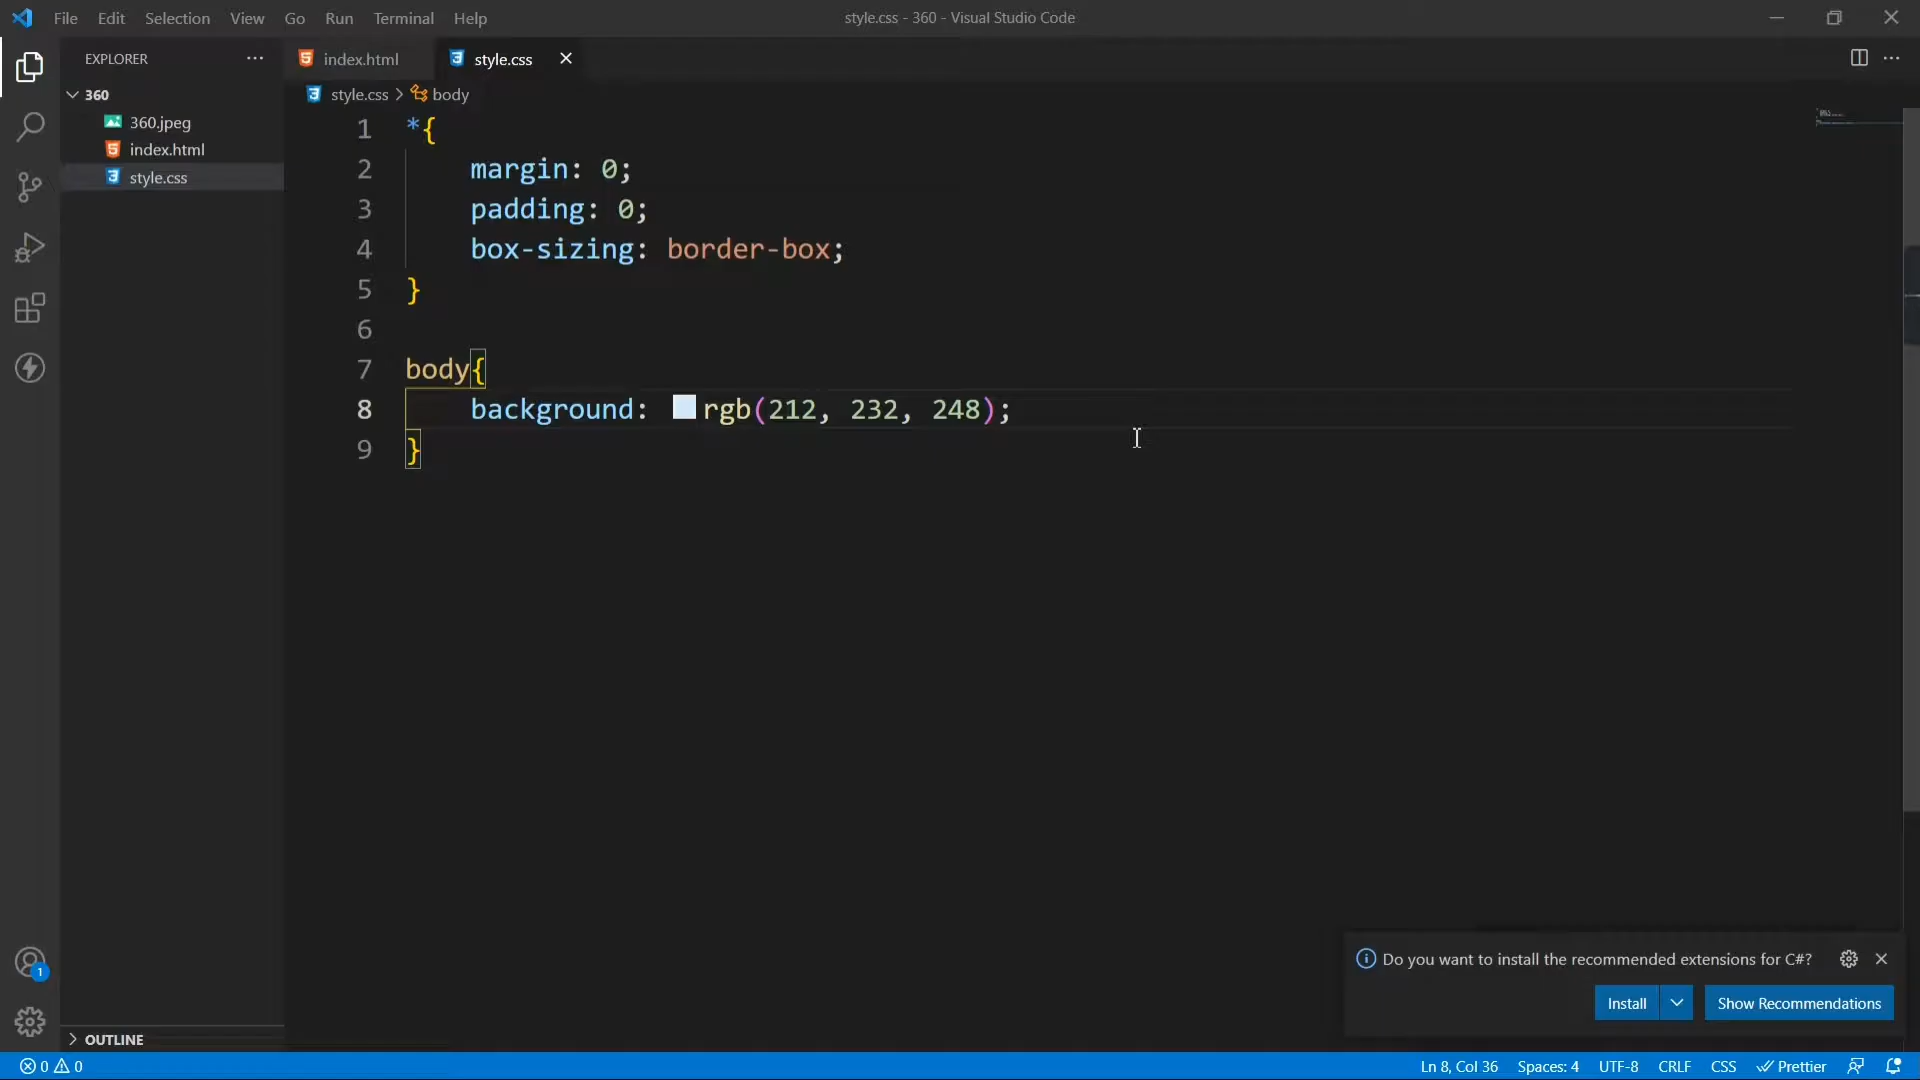 File Edit Selection View Go Run Terminal Help
style.css - 360 - Visual Studio Code
EXPLORER
360
360.jpeg
index.html
style.css
index.html
style.css
style.css > body
1 *{
2 margin: 0;
3 padding: 0;
4 box-sizing: border-box;
5 }
6
7 body{
8 background: rgb(212, 232, 248);
9 }
Do you want to install the recommended extensions for C#?
Install
Show Recommendations
1
OUTLINE
0 0
Ln 8, Col 36 Spaces: 4 UTF-8 CRLF CSS Prettier